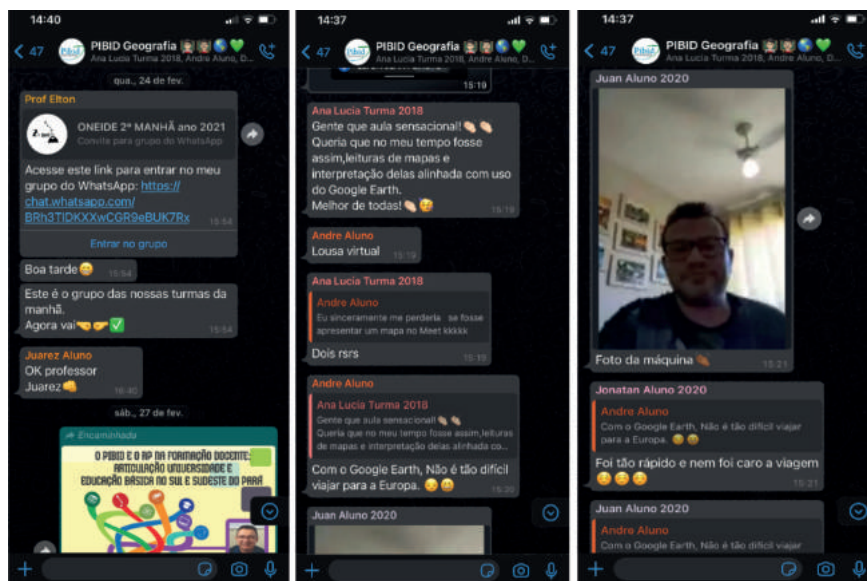 14:40
47
PIBID Geografia
Ana Lucia Turma 2018, Andre Aluno, D...
qua., 24 de fev.
Prof Elton
ONEIDE 2ª MANHÃ ano 2021
Convite para grupo do WhatsApp
Acesse este link para entrar no meu
grupo do WhatsApp: https://
chat.whatsapp.com/
BRh3TlDKXXwCGR9eBUK7Rx
15:54
Entrar no grupo
Boa tarde😁
15:54
Este é o grupo das nossas turmas da
manhã.
Agora vai🤜🤛✅
15:54
Juarez Aluno
OK professor
Juarez👊
16:40
sáb., 27 de fev.
Encaminhada
O PIBID E O RP NA FORMAÇÃO DOCENTE:
ARTICULAÇÃO UNIVERSIDADE E
EDUCAÇÃO BÁSICA NO SUL E SUDESTE DO PARÁ
14:37
47
PIBID Geografia
Ana Lucia Turma 2018, Andre Aluno, D...
15:19
Ana Lucia Turma 2018
Gente que aula sensacional!👏👏
Queria que no meu tempo fosse
assim,leituras de mapas e
interpretação delas alinhada com uso
do Google Earth.
Melhor de todas!👏🥲
15:19
Andre Aluno
Lousa virtual
15:19
Ana Lucia Turma 2018
Andre Aluno
Eu sinceramente me perderia se fosse
apresentar um mapa no Meet kkkkk
Dois rsrs
15:19
Andre Aluno
Ana Lucia Turma 2018
Gente que aula sensacional!👏👏
Queria que no meu tempo fosse assim,leituras
de mapas e interpretação delas alinhada co...
Com o Google Earth, Não é tão difícil
viajar para a Europa.
15:20
Juan Aluno 2020
14:37
47
PIBID Geografia
Ana Lucia Turma 2018, Andre Aluno, D...
Juan Aluno 2020
Foto da máquina👏
15:21
Jonatan Aluno 2020
Andre Aluno
Com o Google Earth, Não é tão difícil viajar
para a Europa.
Foi tão rápido e nem foi caro a viagem
☺️☺️☺️
15:21
Juan Aluno 2020
Andre Aluno
Com o Google Earth, Não é tão difícil viajar